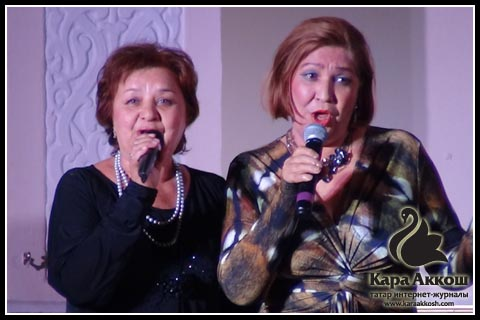 Кара Аккош
татар интернет-журналы
www.karaakkosh.com